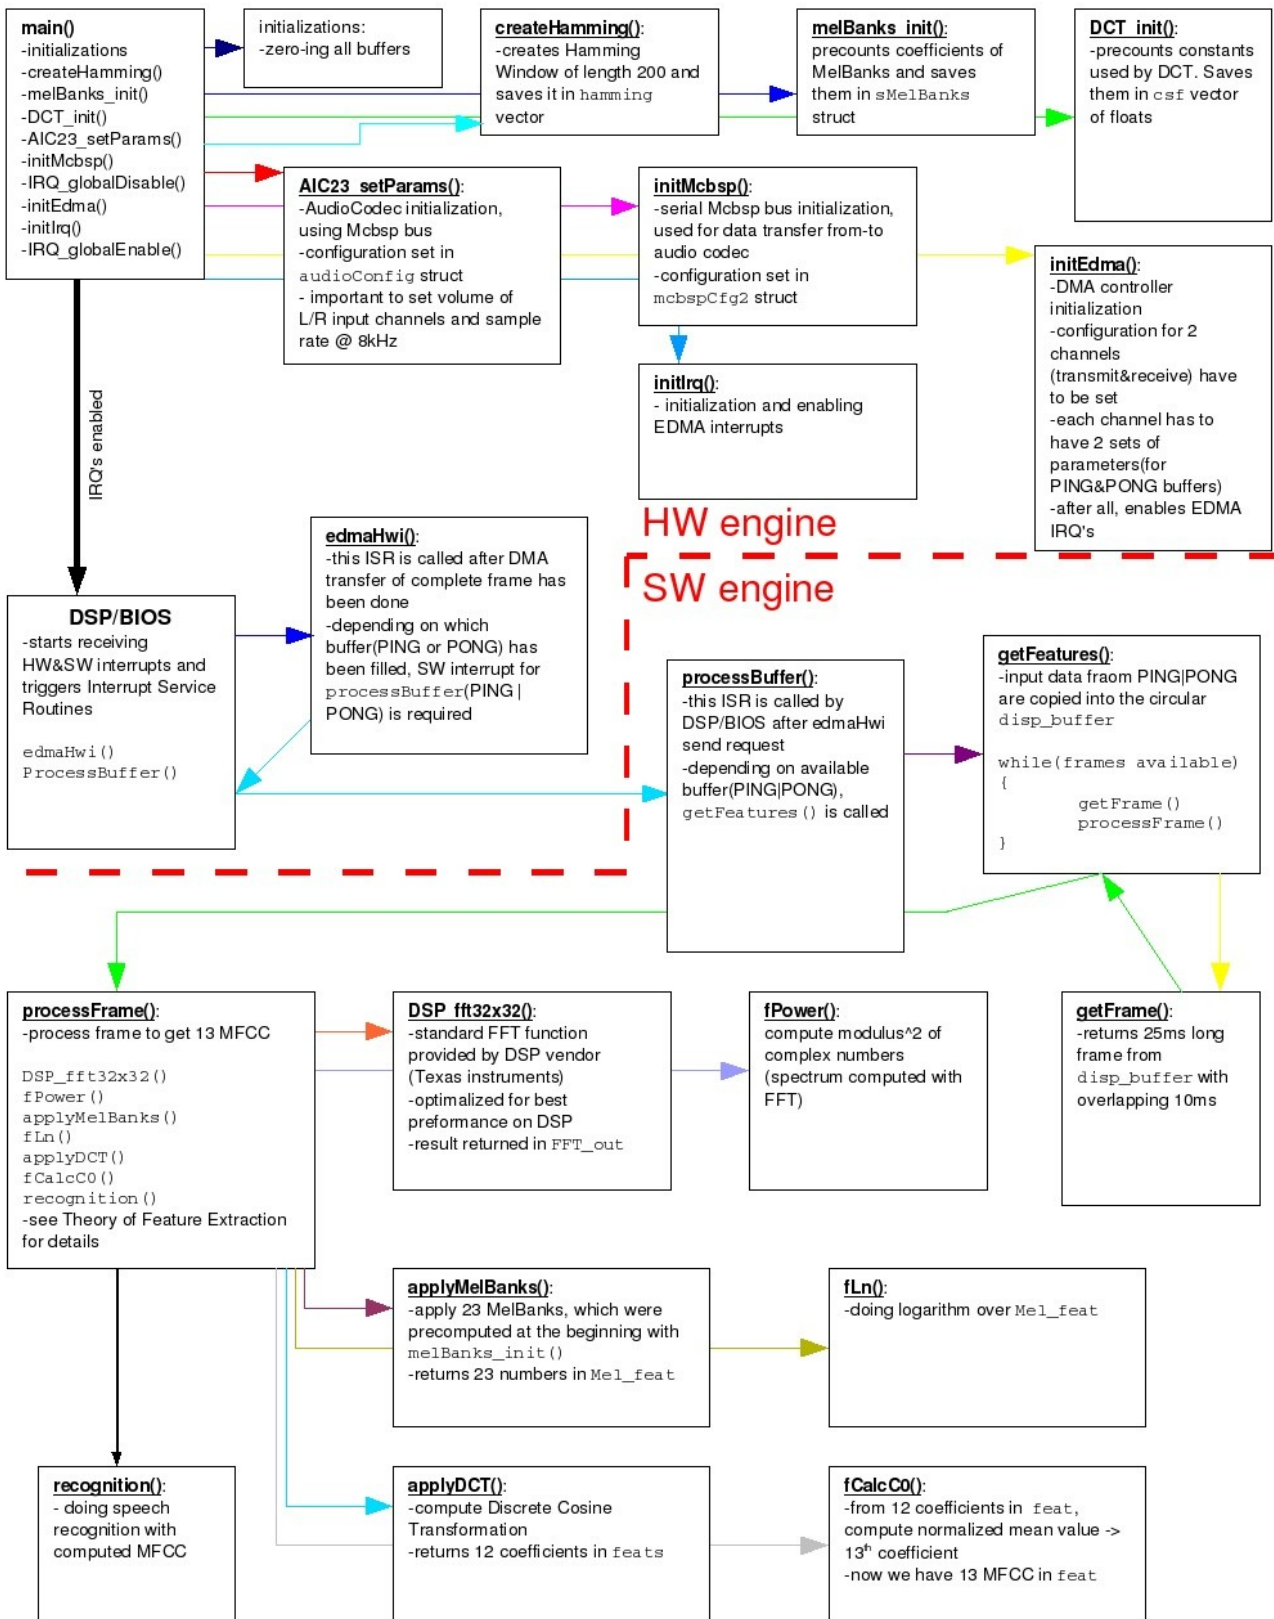 main()
-initializations
-createHamming()
-melBanks_init()
-DCT_init()
-AIC23_setParams()
-initMcbsp()
-IRQ_globalDisable()
-initEdma()
-initIrq()
-IRQ_globalEnable()
initializations:
-zero-ing all buffers
createHamming():
-creates Hamming
Window of length 200 and
saves it in hamming
vector
melBanks_init():
precounts coefficients of
MelBanks and saves
them in sMelBanks
struct
DCT_init():
-precounts constants
used by DCT. Saves
them in csf vector
of floats
AIC23_setParams():
-AudioCodec initialization,
using Mcbsp bus
-configuration set in
audioConfig struct
- important to set volume of
L/R input channels and sample
rate @ 8kHz
initMcbsp():
-serial Mcbsp bus initialization,
used for data transfer from-to
audio codec
-configuration set in
mcbspCfg2 struct
initEdma():
-DMA controller
initialization
-configuration for 2
channels
(transmit&receive) have
to be set
-each channel has to
have 2 sets of
parameters(for
PING&PONG buffers)
-after all, enables EDMA
IRQ's
initIrq():
- initialization and enabling
EDMA interrupts
IRQ's enabled
HW engine
SW engine
edmaHwi():
-this ISR is called after DMA
transfer of complete frame has
been done
-depending on which
buffer(PING or PONG) has
been filled, SW interrupt for
processBuffer(PING |
PONG) is required
DSP/BIOS
-starts receiving
HW&SW interrupts and
triggers Interrupt Service
Routines
edmaHwi()
ProcessBuffer()
processBuffer():
-this ISR is called by
DSP/BIOS after edmaHwi
send request
-depending on available
buffer(PING|PONG),
getFeatures() is called
getFeatures():
-input data fraom PING|PONG
are copied into the circular
disp_buffer
while(frames available)
{
getFrame()
processFrame()
}
processFrame():
-process frame to get 13 MFCC
DSP_fft32x32()
fPower()
applyMelBanks()
fLn()
applyDCT()
fCalcC0()
recognition()
-see Theory of Feature Extraction
for details
DSP_fft32x32():
-standard FFT function
provided by DSP vendor
(Texas instruments)
-optimalized for best
preformance on DSP
-result returned in FFT_out
fPower():
compute modulus^2 of
complex numbers
(spectrum computed with
FFT)
getFrame():
-returns 25ms long
frame from
disp_buffer with
overlapping 10ms
applyMelBanks():
-apply 23 MelBanks, which were
precomputed at the beginning with
melBanks_init()
-returns 23 numbers in Mel_feat
fLn():
-doing logarithm over Mel_feat
recognition():
- doing speech
recognition with
computed MFCC
applyDCT():
-compute Discrete Cosine
Transformation
-returns 12 coefficients in feats
fCalcC0():
-from 12 coefficients in feat,
compute normalized mean value ->
13th coefficient
-now we have 13 MFCC in feat